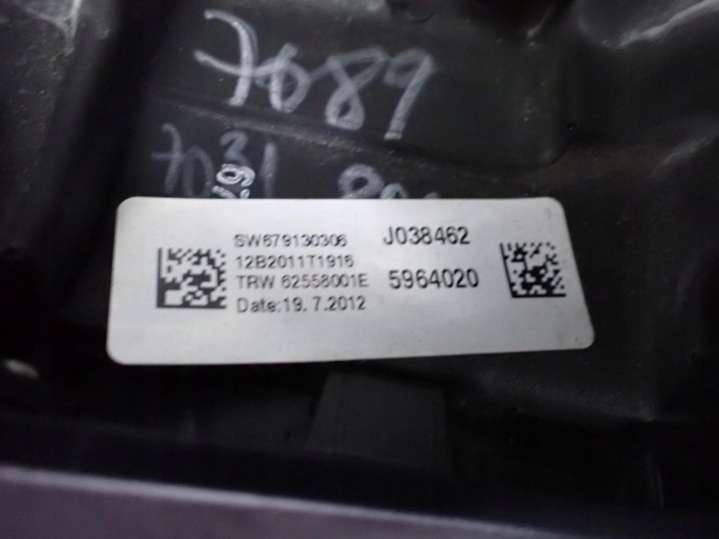 7089
7031
SW679130306
12B2011T1916
TRW 62558001E
Date:19. 7.2012
J038462
5964020